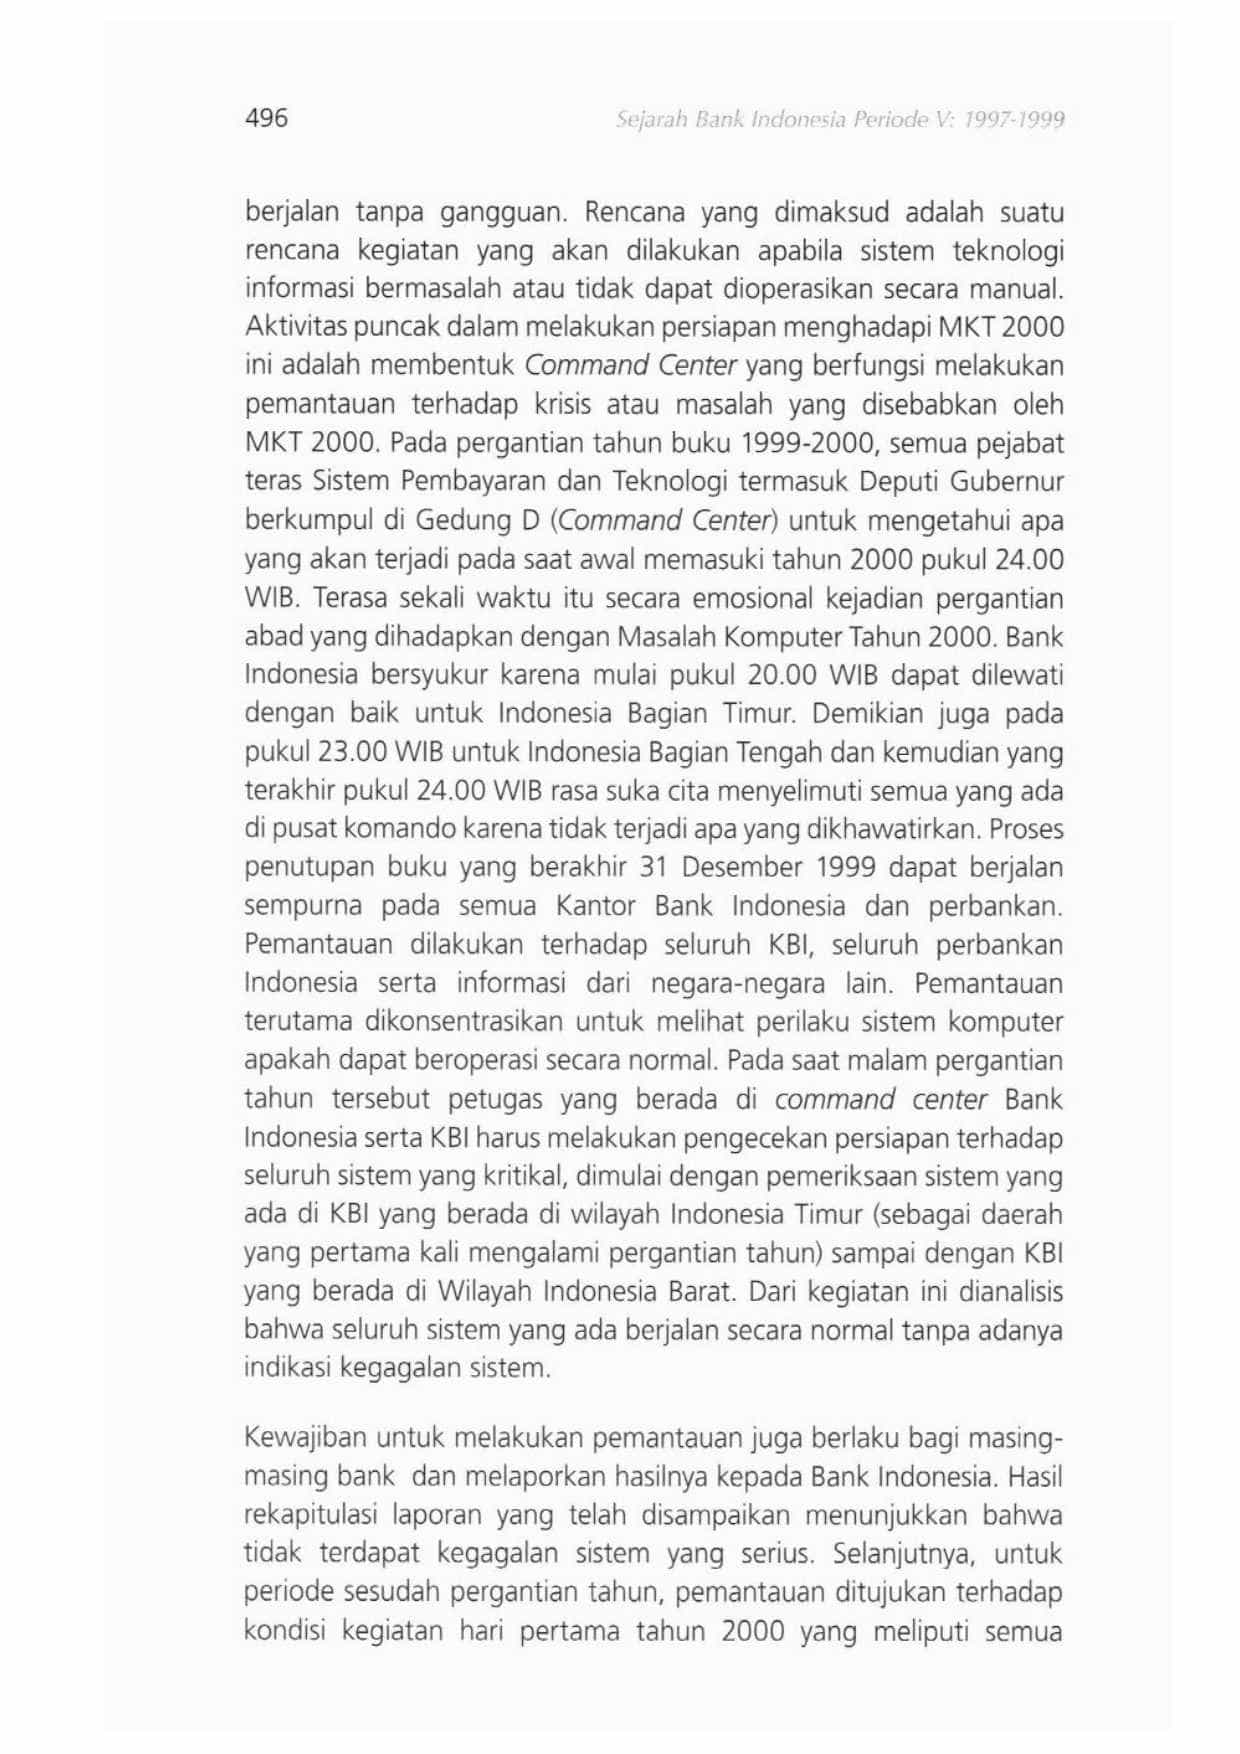 496
Sejarah Bank Indonesia Periode V: 1997-1999
berjalan tanpa gangguan. Rencana yang dimaksud adalah suatu
rencana kegiatan yang akan dilakukan apabila sistem teknologi
informasi bermasalah atau tidak dapat dioperasikan secara manual.
Aktivitas puncak dalam melakukan persiapan menghadapi MKT 2000
ini adalah membentuk Command Center yang berfungsi melakukan
pemantauan terhadap krisis atau masalah yang disebabkan oleh
MKT 2000. Pada pergantian tahun buku 1999-2000, semua pejabat
teras Sistem Pembayaran dan Teknologi termasuk Deputi Gubernur
berkumpul di Gedung D (Command Center) untuk mengetahui apa
yang akan terjadi pada saat awal memasuki tahun 2000 pukul 24.00
WIB. Terasa sekali waktu itu secara emosional kejadian pergantian
abad yang dihadapkan dengan Masalah Komputer Tahun 2000. Bank
Indonesia bersyukur karena mulai pukul 20.00 WIB dapat dilewati
dengan baik untuk Indonesia Bagian Timur. Demikian juga pada
pukul 23.00 WIB untuk Indonesia Bagian Tengah dan kemudian yang
terakhir pukul 24.00 WIB rasa suka cita menyelimuti semua yang ada
di pusat komando karena tidak terjadi apa yang dikhawatirkan. Proses
penutupan buku yang berakhir 31 Desember 1999 dapat berjalan
sempurna pada semua Kantor Bank Indonesia dan perbankan.
Pemantauan dilakukan terhadap seluruh KBI, seluruh perbankan
Indonesia serta informasi dari negara-negara lain. Pemantauan
terutama dikonsentrasikan untuk melihat perilaku sistem komputer
apakah dapat beroperasi secara normal. Pada saat malam pergantian
tahun tersebut petugas yang berada di command center Bank
Indonesia serta KBI harus melakukan pengecekan persiapan terhadap
seluruh sistem yang kritikal, dimulai dengan pemeriksaan sistem yang
ada di KBI yang berada di wilayah Indonesia Timur (sebagai daerah
yang pertama kali mengalami pergantian tahun) sampai dengan KBI
yang berada di Wilayah Indonesia Barat. Dari kegiatan ini dianalisis
bahwa seluruh sistem yang ada berjalan secara normal tanpa adanya
indikasi kegagalan sistem.
Kewajiban untuk melakukan pemantauan juga berlaku bagi masing-
masing bank dan melaporkan hasilnya kepada Bank Indonesia. Hasil
rekapitulasi laporan yang telah disampaikan menunjukkan bahwa
tidak terdapat kegagalan sistem yang serius. Selanjutnya, untuk
periode sesudah pergantian tahun, pemantauan ditujukan terhadap
kondisi kegiatan hari pertama tahun 2000 yang meliputi semua